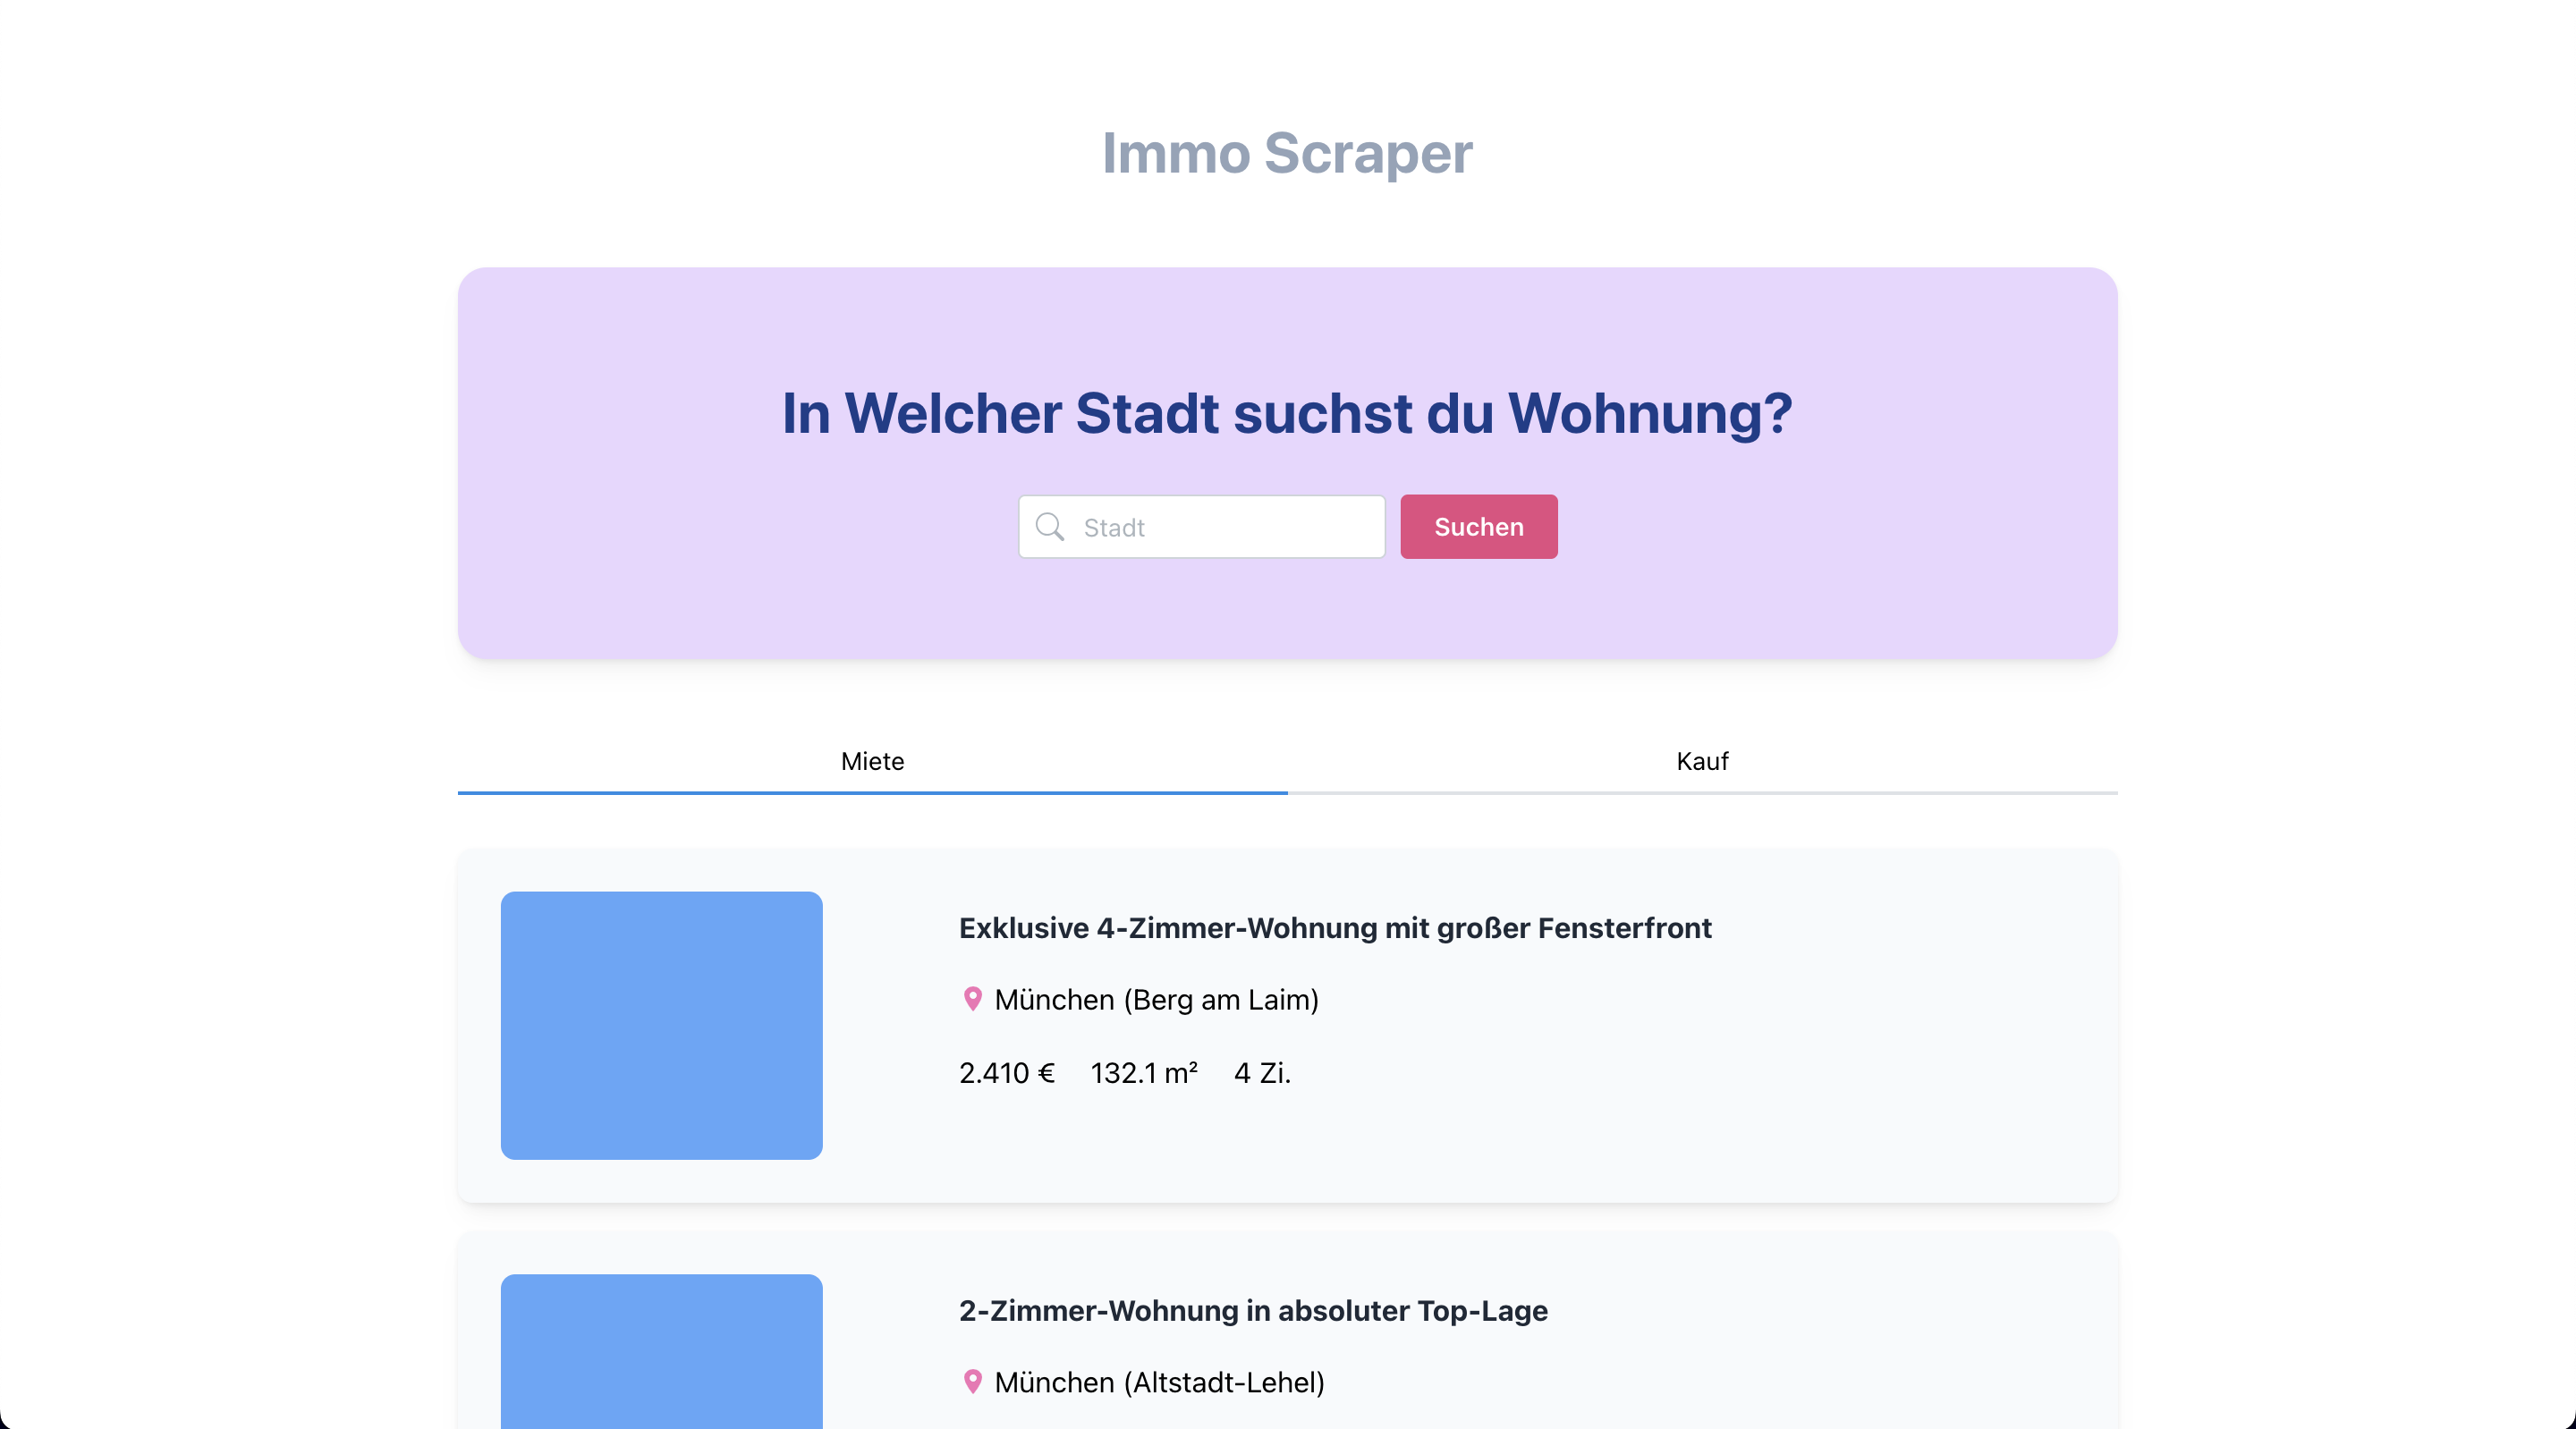 Immo Scraper
In Welcher Stadt suchst du Wohnung?
Stadt
Suchen
Miete
Kauf
Exklusive 4-Zimmer-Wohnung mit großer Fensterfront
München (Berg am Laim)
2.410 € 132.1 m² 4 Zi.
2-Zimmer-Wohnung in absoluter Top-Lage
München (Altstadt-Lehel)